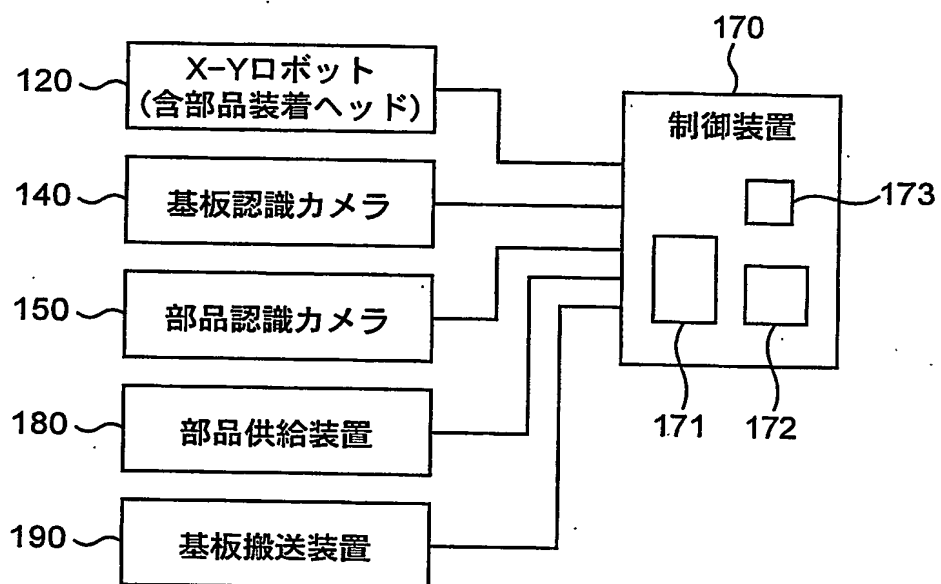 170
120
X-Yロボット
(含部品装着ヘッド)
制御装置
140
基板認識カメラ
173
150
部品認識カメラ
180
部品供給装置
171
172
190
基板搬送装置